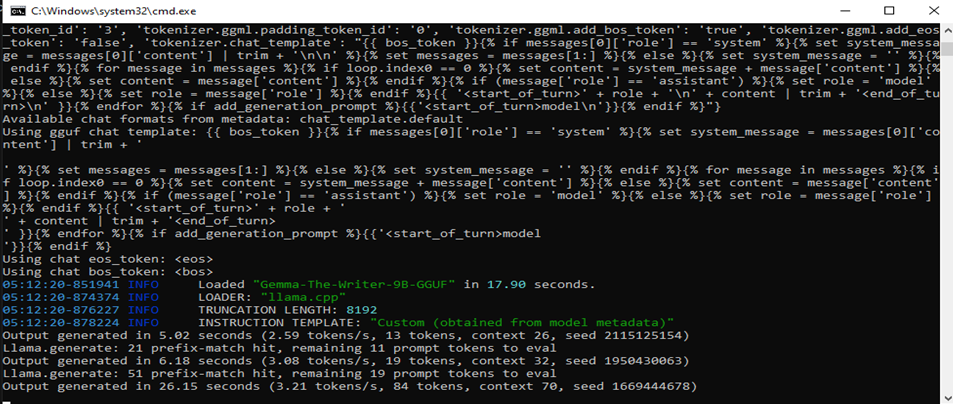 C:\Windows\system32\cmd.exe
_token_id': '3', 'tokenizer.ggml.padding_token_id': '0', 'tokenizer.ggml.add_bos_token': 'true', 'tokenizer.ggml.add_eos
_token': 'false', 'tokenizer.chat_template': "{{ bos_token }}{% if messages[0]['role'] == 'system' %}{% set system_messa
ge = messages[0]['content'] | trim + '\n\n' %}{% set messages = messages[1:] %}{% else %}{% set system_message = '' %}{%
 endif %}{% for message in messages %}{% if loop.index0 == 0 %}{% set content = system_message + message['content'] %}{%
 else %}{% set content = message['content'] %}{% endif %}{% if (message['role'] == 'assistant') %}{% set role = 'model'
%}{% else %}{% set role = message['role'] %}{% endif %}{{ '<start_of_turn>' + role + '\n' + content | trim + '<end_of_tu
rn>\n' }}{% endfor %}{% if add_generation_prompt %}{{'<start_of_turn>model\n'}}{% endif %}"}
Available chat formats from metadata: chat_template.default
Using gguf chat template: {{ bos_token }}{% if messages[0]['role'] == 'system' %}{% set system_message = messages[0]['co
ntent'] | trim + '

' %}{% set messages = messages[1:] %}{% else %}{% set system_message = '' %}{% endif %}{% for message in messages %}{% i
f loop.index0 == 0 %}{% set content = system_message + message['content'] %}{% else %}{% set content = message['content'
] %}{% endif %}{% if (message['role'] == 'assistant') %}{% set role = 'model' %}{% else %}{% set role = message['role']
%}{% endif %}{{ '<start_of_turn>' + role + '
' + content | trim + '<end_of_turn>
' }}{% endfor %}{% if add_generation_prompt %}{{'<start_of_turn>model
'}}{% endif %}
Using chat eos_token: <eos>
Using chat bos_token: <bos>
05:12:20-851941 INFO     Loaded "Gemma-The-Writer-9B-GGUF" in 17.90 seconds.
05:12:20-874374 INFO     LOADER: "llama.cpp"
05:12:20-876227 INFO     TRUNCATION LENGTH: 8192
05:12:20-878224 INFO     INSTRUCTION TEMPLATE: "Custom (obtained from model metadata)"
Output generated in 5.02 seconds (2.59 tokens/s, 13 tokens, context 26, seed 2115125154)
Llama.generate: 21 prefix-match hit, remaining 11 prompt tokens to eval
Output generated in 6.18 seconds (3.08 tokens/s, 19 tokens, context 32, seed 1950430063)
Llama.generate: 51 prefix-match hit, remaining 19 prompt tokens to eval
Output generated in 26.15 seconds (3.21 tokens/s, 84 tokens, context 70, seed 1669444678)